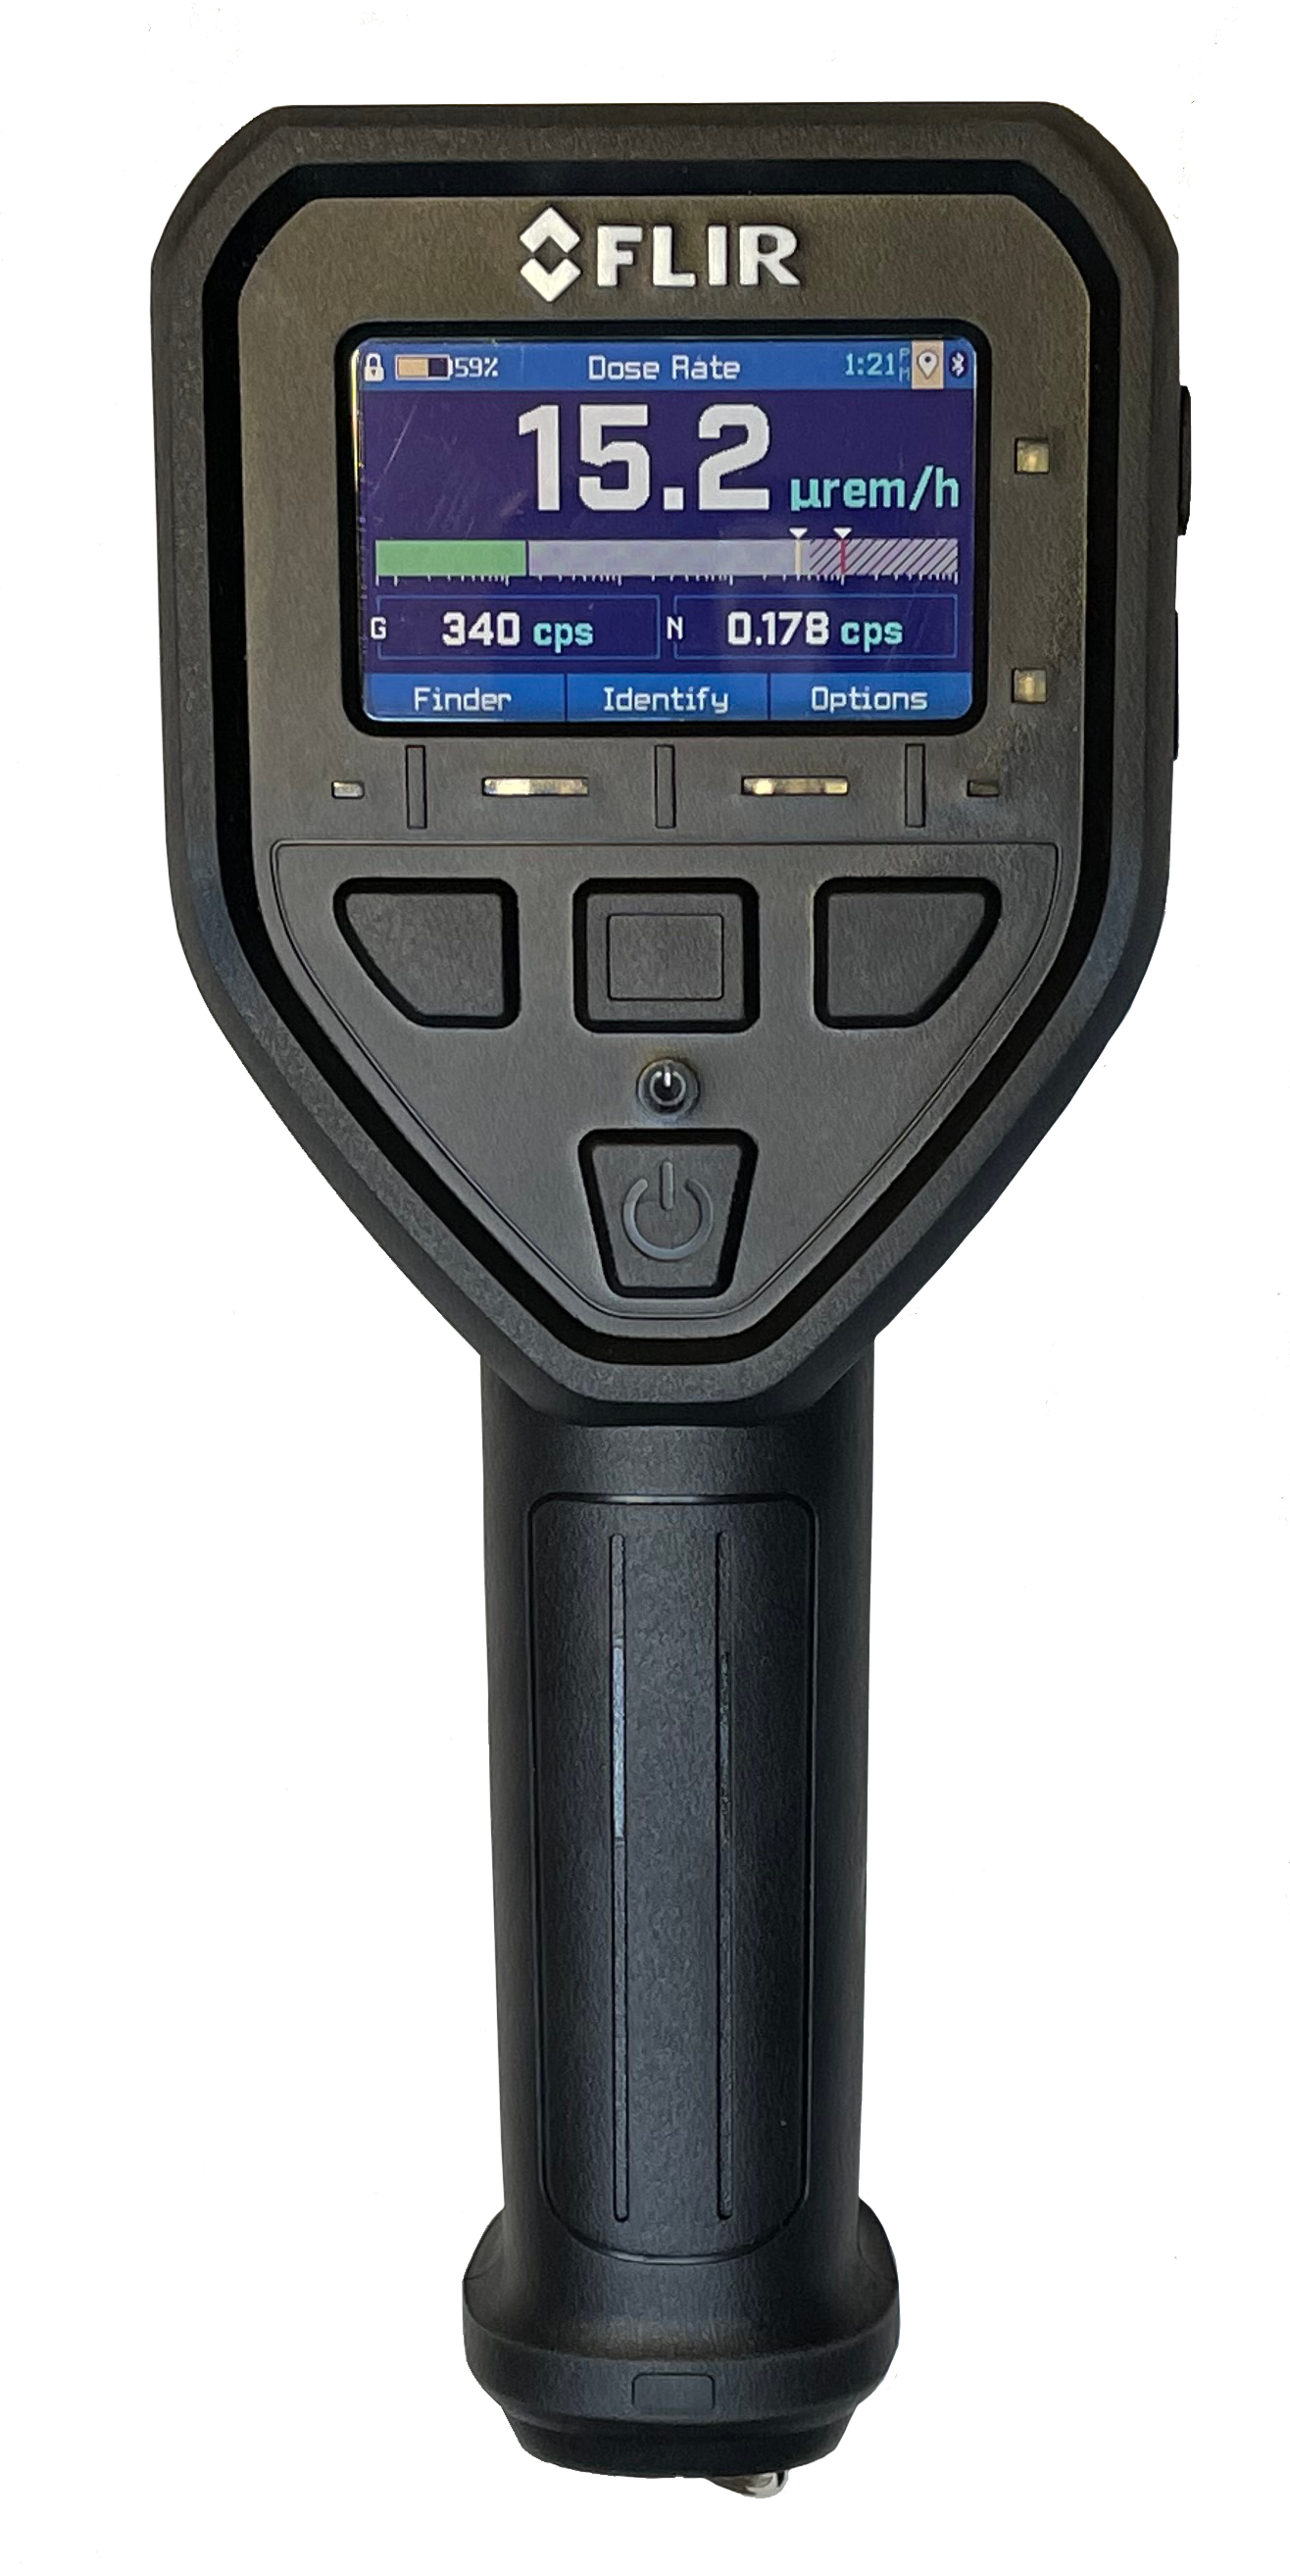 FLIR
59% Dose Rate 1:21 PM
15.2 µrem/h
G 340 cps N 0.178 cps
Finder Identify Options